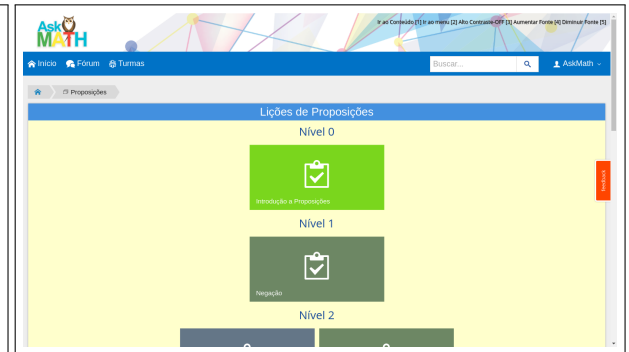 Ask
MATH
Ir ao Conteúdo [1] Ir ao menu [2] Alto Contraste-OFF [3] Aumentar Fonte [4] Diminuir Fonte [5]
Início Fórum Turmas Buscar... AskMath
Proposições
Lições de Proposições
Nível 0
Introdução a Proposições
feedback
Nível 1
Negação
Nível 2